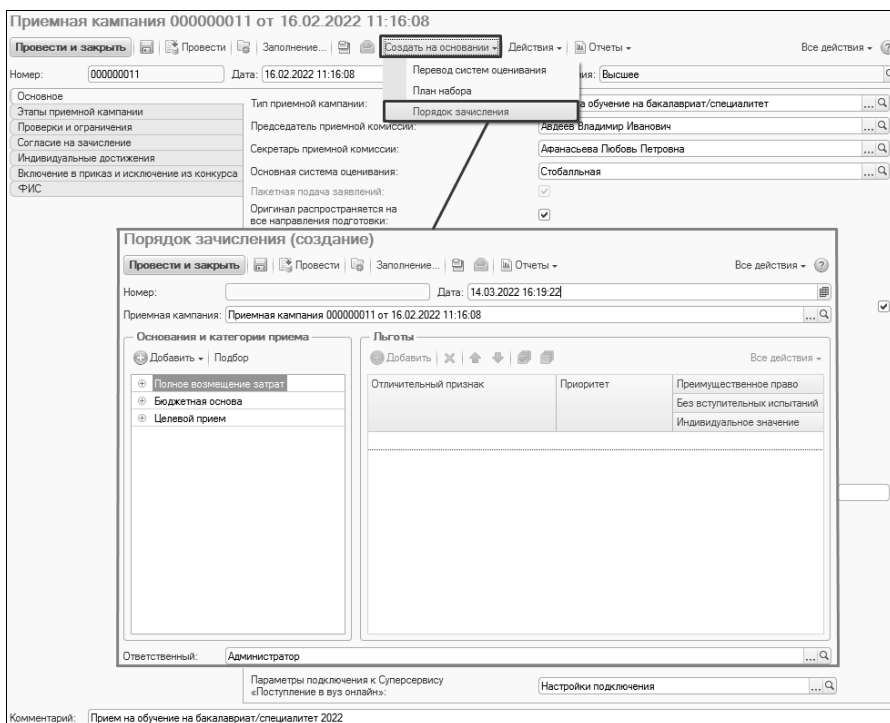 Приемная кампания 000000011 от 16.02.2022 11:16:08
Провести и закрыть Провести Заполнение... Создать на основании Действия Отчеты Все действия
Номер: 000000011 Дата: 16.02.2022 11:16:08 Высшее
Перевод систем оценивания
План набора
Порядок зачисления
Основное
Этапы приемной кампании
Проверки и ограничения
Согласие на зачисление
Индивидуальные достижения
Включение в приказ и исключение из конкурса
ФИС
Тип приемной кампании: обучение на бакалавриат/специалитет
Председатель приемной комиссии: Авдеев Владимир Иванович
Секретарь приемной комиссии: Афанасьева Любовь Петровна
Основная система оценивания: Стобалльная
Пакетная подача заявлений:
Оригинал распространяется на
все направления подготовки:
Порядок зачисления (создание)
Провести и закрыть Провести Заполнение... Отчеты Все действия
Номер: Дата: 14.03.2022 16:19:22
Приемная кампания: Приемная кампания 000000011 от 16.02.2022 11:16:08
Основания и категории приема
Добавить Подбор
Полное возмещение затрат
Бюджетная основа
Целевой прием
Льготы
Добавить Все действия
Отличительный признак Приоритет Преимущественное право
Без вступительных испытаний
Индивидуальное значение
Ответственный: Администратор
Параметры подключения к Суперсервису
«Поступление в вуз онлайн»: Настройки подключения
Комментарий: Прием на обучение на бакалавриат/специалитет 2022